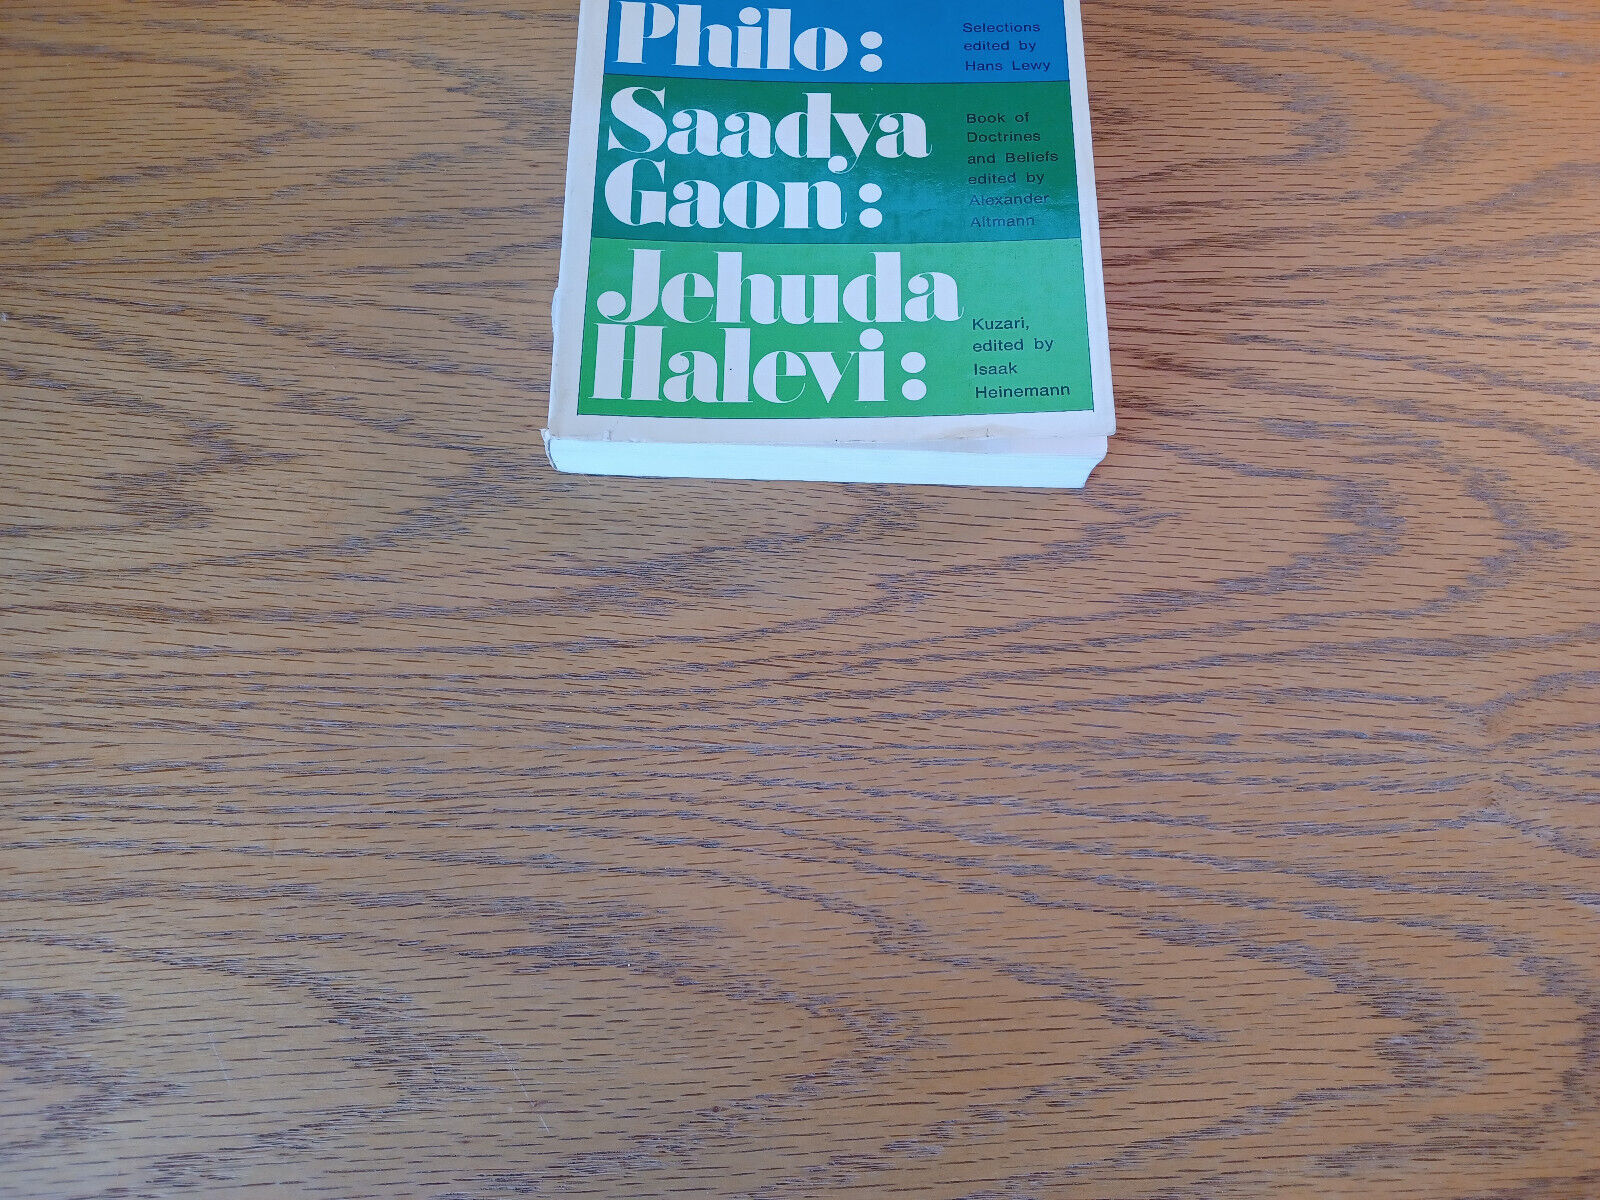 Philo:
Selections
edited by
Hans Lewy
Saadya
Gaon:
Book of
Doctrines
and Beliefs
edited by
Alexander
Altmann
Jehuda
Halevi:
Kuzari,
edited by
Isaak
Heinemann